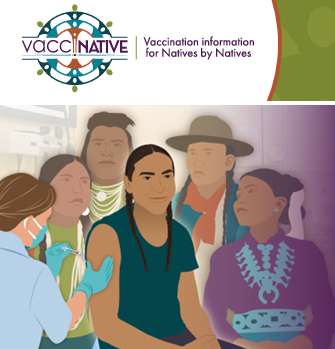 vacciNATIVE
Vaccination information
for Natives by Natives